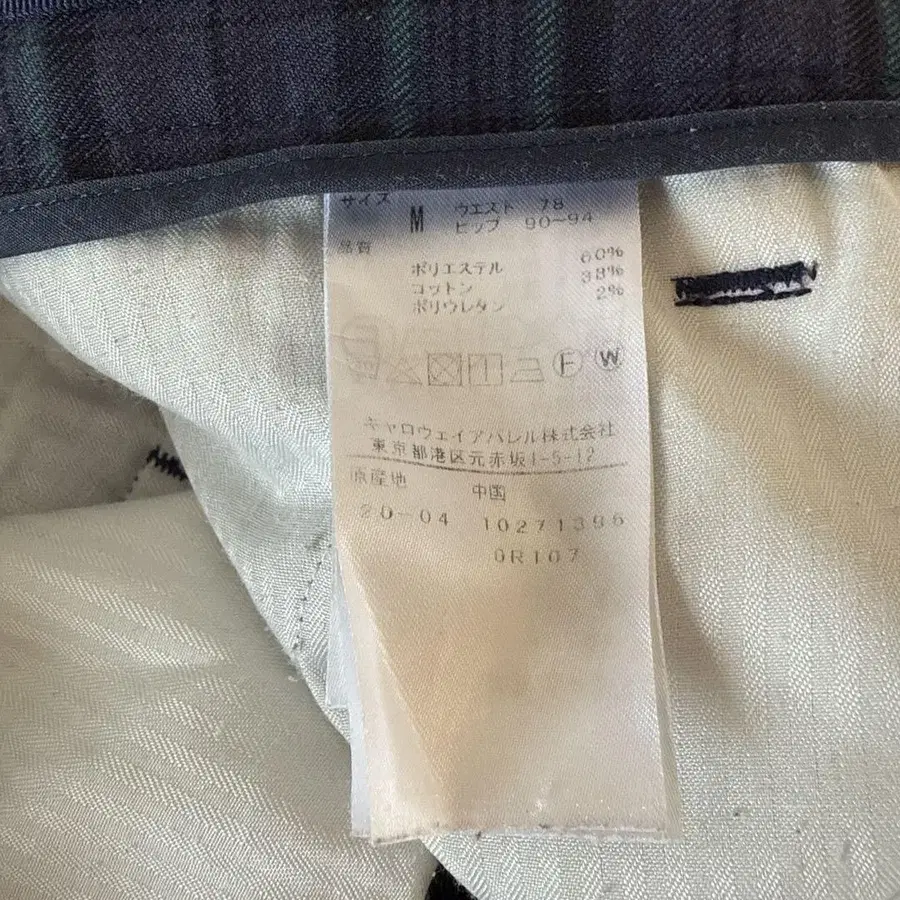 サイズ M ウエスト 78
ヒップ 90-94
品質
ポリエステル 60%
コットン 38%
ポリウレタン 2%
F W
キャロウェイアパレル株式会社
東京都港区元赤坂1-5-12
原産地 中国
20-04 10271396
0R107